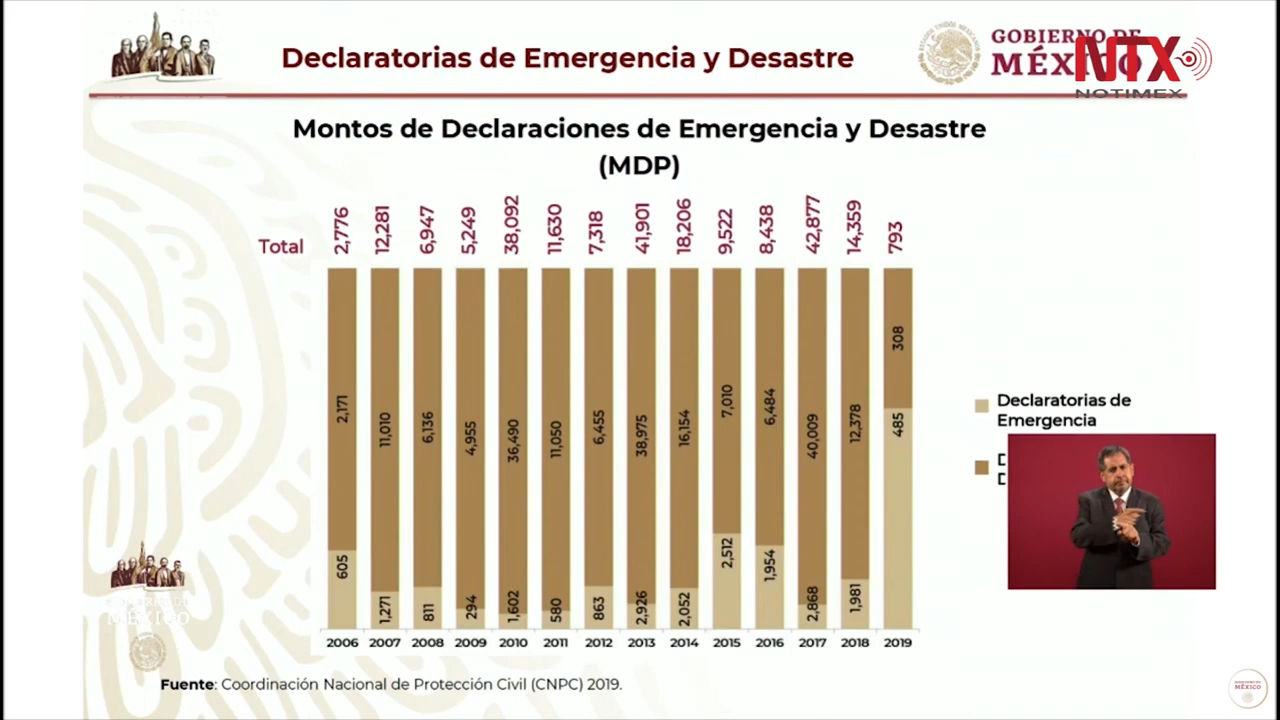 Declaratorias de Emergencia y Desastre
GOBIERNO DE
MÉXICO
NTX
NOTIMEX
Montos de Declaraciones de Emergencia y Desastre
(MDP)
Total 2,776 12,281 6,947 5,249 38,092 11,630 7,318 41,901 18,206 9,522 8,438 42,877 14,359 793
2,171 11,010 6,136 4,955 36,490 11,050 6,455 38,975 16,154 7,010 6,484 40,009 12,378 308
605 1,271 811 294 1,602 580 863 2,926 2,052 2,512 1,954 2,868 1,981 485
2006 2007 2008 2009 2010 2011 2012 2013 2014 2015 2016 2017 2018 2019
Declaratorias de
Emergencia
Fuente: Coordinación Nacional de Protección Civil (CNPC) 2019.
MÉXICO
GOBIERNO DE
MÉXICO